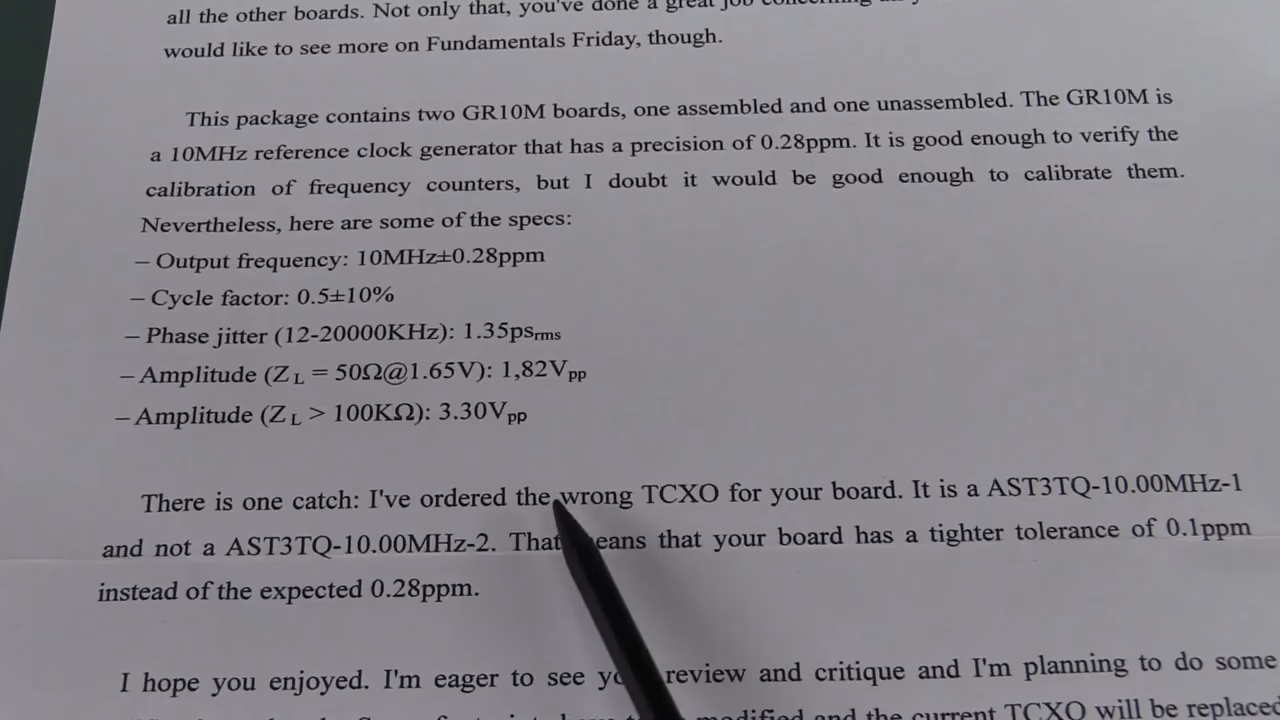 all the other boards. Not only that, you've done a great job concerning
would like to see more on Fundamentals Friday, though.
This package contains two GR10M boards, one assembled and one unassembled. The GR10M is
a 10MHz reference clock generator that has a precision of 0.28ppm. It is good enough to verify the
calibration of frequency counters, but I doubt it would be good enough to calibrate them.
Nevertheless, here are some of the specs:
– Output frequency: 10MHz±0.28ppm
– Cycle factor: 0.5±10%
– Phase jitter (12-20000KHz): 1.35psrms
– Amplitude (ZL = 50Ω@1.65V): 1,82Vpp
– Amplitude (ZL > 100KΩ): 3.30Vpp
There is one catch: I've ordered the wrong TCXO for your board. It is a AST3TQ-10.00MHz-1
and not a AST3TQ-10.00MHz-2. That means that your board has a tighter tolerance of 0.1ppm
instead of the expected 0.28ppm.
I hope you enjoyed. I'm eager to see review and critique and I'm planning to do some
modified and the current TCXO will be replaced